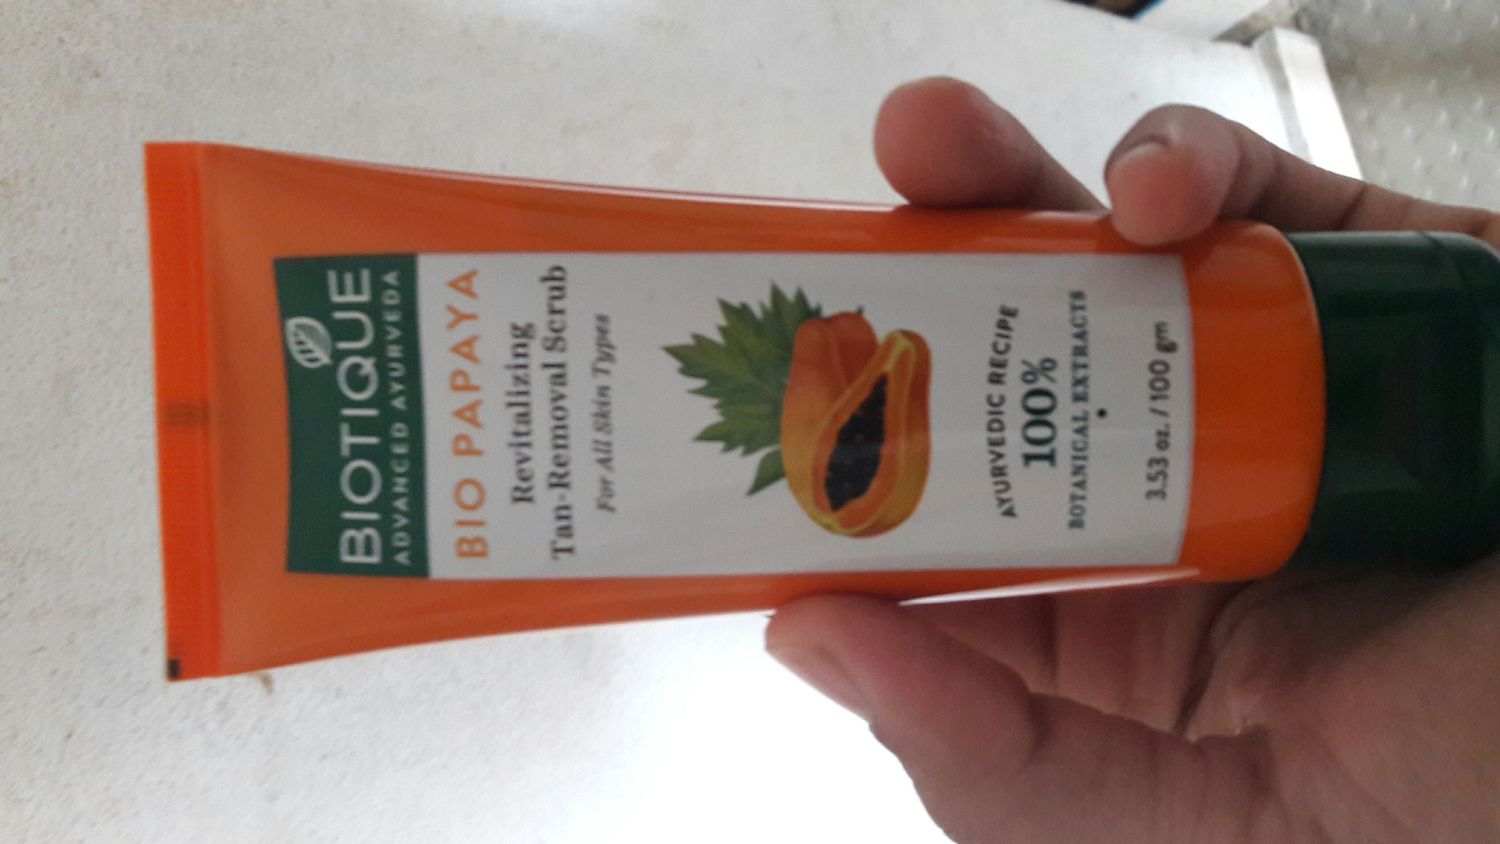 BIOTIQUE
ADVANCED AYURVEDA
BIO PAPAYA
Revitalizing
Tan-Removal Scrub
For All Skin Types
AYURVEDIC RECIPE
100%
BOTANICAL EXTRACTS
•
3.53 oz. / 100 gm